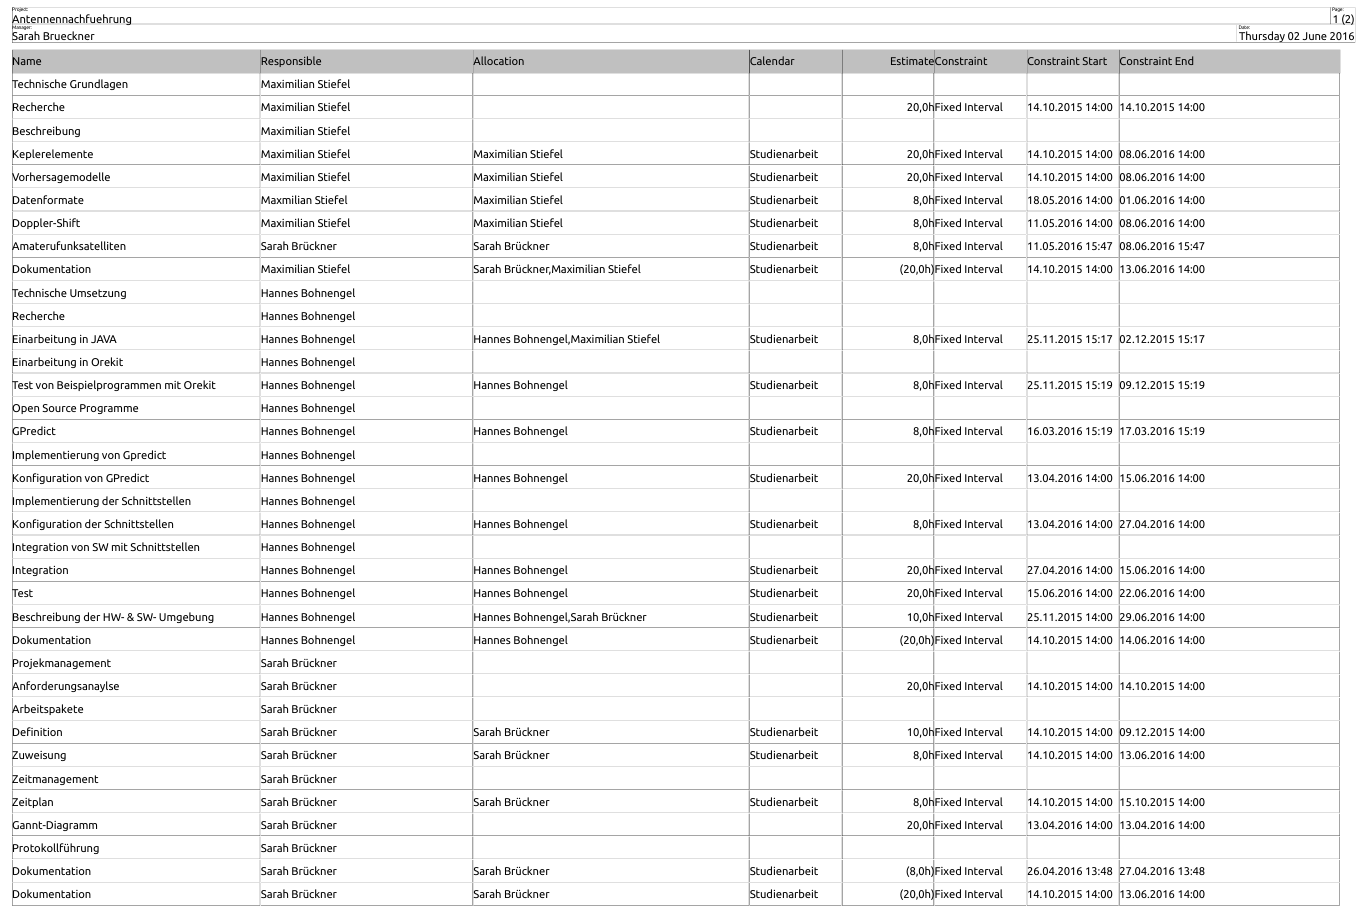 Project:
Antennennachfuehrung
Page:
1 (2)
Manager:
Sarah Brueckner
Date:
Thursday 02 June 2016
Name Responsible Allocation Calendar Estimate Constraint Constraint Start Constraint End
Technische Grundlagen Maximilian Stiefel
Recherche Maximilian Stiefel 20,0h Fixed Interval 14.10.2015 14:00 14.10.2015 14:00
Beschreibung Maximilian Stiefel
Keplerelemente Maximilian Stiefel Maximilian Stiefel Studienarbeit 20,0h Fixed Interval 14.10.2015 14:00 08.06.2016 14:00
Vorhersagemodelle Maximilian Stiefel Maximilian Stiefel Studienarbeit 20,0h Fixed Interval 14.10.2015 14:00 08.06.2016 14:00
Datenformate Maxmilian Stiefel Maximilian Stiefel Studienarbeit 8,0h Fixed Interval 18.05.2016 14:00 01.06.2016 14:00
Doppler-Shift Maximilian Stiefel Maximilian Stiefel Studienarbeit 8,0h Fixed Interval 11.05.2016 14:00 08.06.2016 14:00
Amaterufunksatelliten Sarah Brückner Sarah Brückner Studienarbeit 8,0h Fixed Interval 11.05.2016 15:47 08.06.2016 15:47
Dokumentation Maximilian Stiefel Sarah Brückner,Maximilian Stiefel Studienarbeit (20,0h) Fixed Interval 14.10.2015 14:00 13.06.2016 14:00
Technische Umsetzung Hannes Bohnengel
Recherche Hannes Bohnengel
Einarbeitung in JAVA Hannes Bohnengel Hannes Bohnengel,Maximilian Stiefel Studienarbeit 8,0h Fixed Interval 25.11.2015 15:17 02.12.2015 15:17
Einarbeitung in Orekit Hannes Bohnengel
Test von Beispielprogrammen mit Orekit Hannes Bohnengel Hannes Bohnengel Studienarbeit 8,0h Fixed Interval 25.11.2015 15:19 09.12.2015 15:19
Open Source Programme Hannes Bohnengel
GPredict Hannes Bohnengel Hannes Bohnengel Studienarbeit 8,0h Fixed Interval 16.03.2016 15:19 17.03.2016 15:19
Implementierung von Gpredict Hannes Bohnengel
Konfiguration von GPredict Hannes Bohnengel Hannes Bohnengel Studienarbeit 20,0h Fixed Interval 13.04.2016 14:00 15.06.2016 14:00
Implementierung der Schnittstellen Hannes Bohnengel
Konfiguration der Schnittstellen Hannes Bohnengel Hannes Bohnengel Studienarbeit 8,0h Fixed Interval 13.04.2016 14:00 27.04.2016 14:00
Integration von SW mit Schnittstellen Hannes Bohnengel
Integration Hannes Bohnengel Hannes Bohnengel Studienarbeit 20,0h Fixed Interval 27.04.2016 14:00 15.06.2016 14:00
Test Hannes Bohnengel Hannes Bohnengel Studienarbeit 20,0h Fixed Interval 15.06.2016 14:00 22.06.2016 14:00
Beschreibung der HW- & SW- Umgebung Hannes Bohnengel Hannes Bohnengel,Sarah Brückner Studienarbeit 10,0h Fixed Interval 25.11.2015 14:00 29.06.2016 14:00
Dokumentation Hannes Bohnengel Hannes Bohnengel Studienarbeit (20,0h) Fixed Interval 14.10.2015 14:00 14.06.2016 14:00
Projekmanagement Sarah Brückner
Anforderungsanaylse Sarah Brückner 20,0h Fixed Interval 14.10.2015 14:00 14.10.2015 14:00
Arbeitspakete Sarah Brückner
Definition Sarah Brückner Sarah Brückner Studienarbeit 10,0h Fixed Interval 14.10.2015 14:00 09.12.2015 14:00
Zuweisung Sarah Brückner Sarah Brückner Studienarbeit 8,0h Fixed Interval 14.10.2015 14:00 13.06.2016 14:00
Zeitmanagement Sarah Brückner
Zeitplan Sarah Brückner Sarah Brückner Studienarbeit 8,0h Fixed Interval 14.10.2015 14:00 15.10.2015 14:00
Gannt-Diagramm Sarah Brückner 20,0h Fixed Interval 13.04.2016 14:00 13.04.2016 14:00
Protokollführung Sarah Brückner
Dokumentation Sarah Brückner Sarah Brückner Studienarbeit (8,0h) Fixed Interval 26.04.2016 13:48 27.04.2016 13:48
Dokumentation Sarah Brückner Sarah Brückner Studienarbeit (20,0h) Fixed Interval 14.10.2015 14:00 13.06.2016 14:00